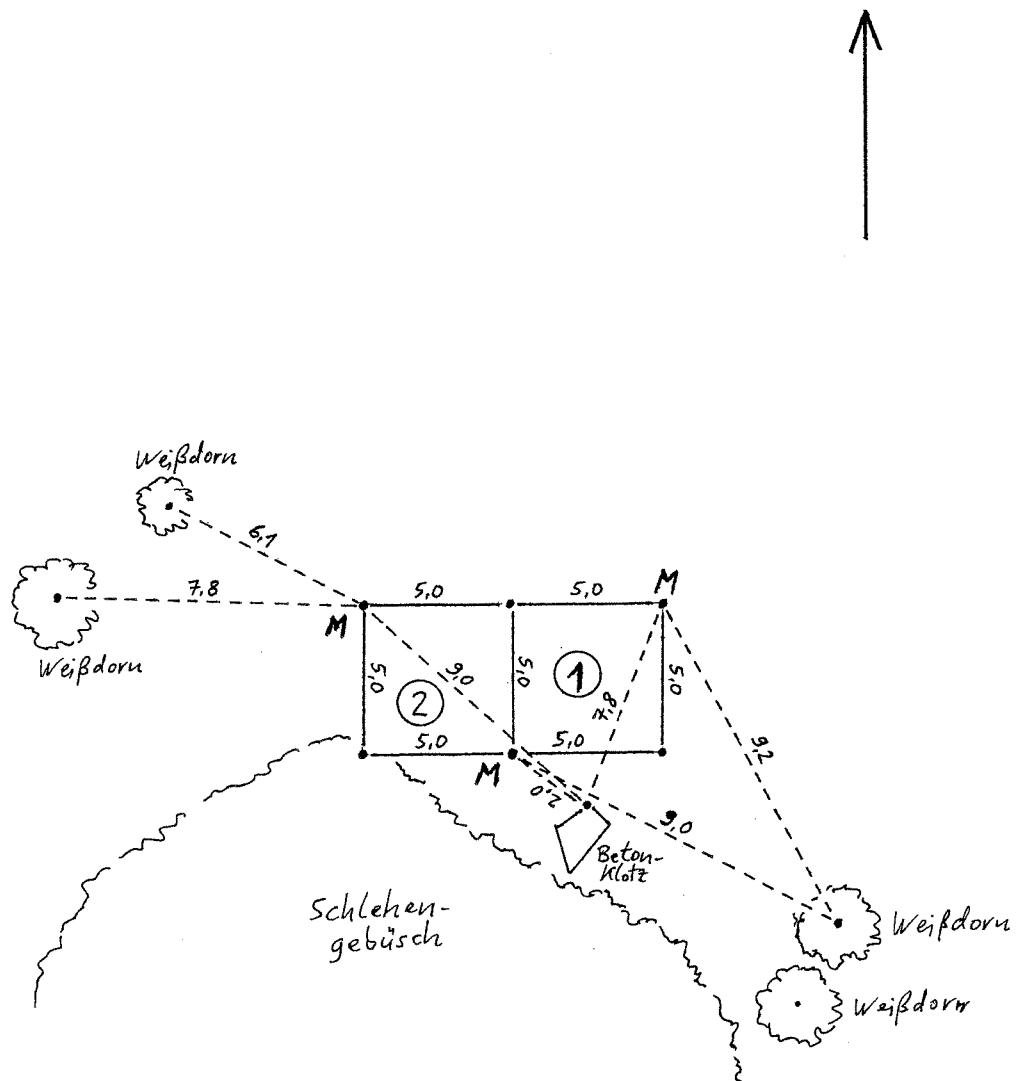 Weißdorn
6,1
7,8
Weißdorn
M
5,0
5,0
M
5,0
9,0
5,0
7,8
5,0
2
1
5,0
5,0
M
2,0
9,2
9,0
Beton-
Klotz
Schlehen-
gebüsch
Weißdorn
Weißdorn